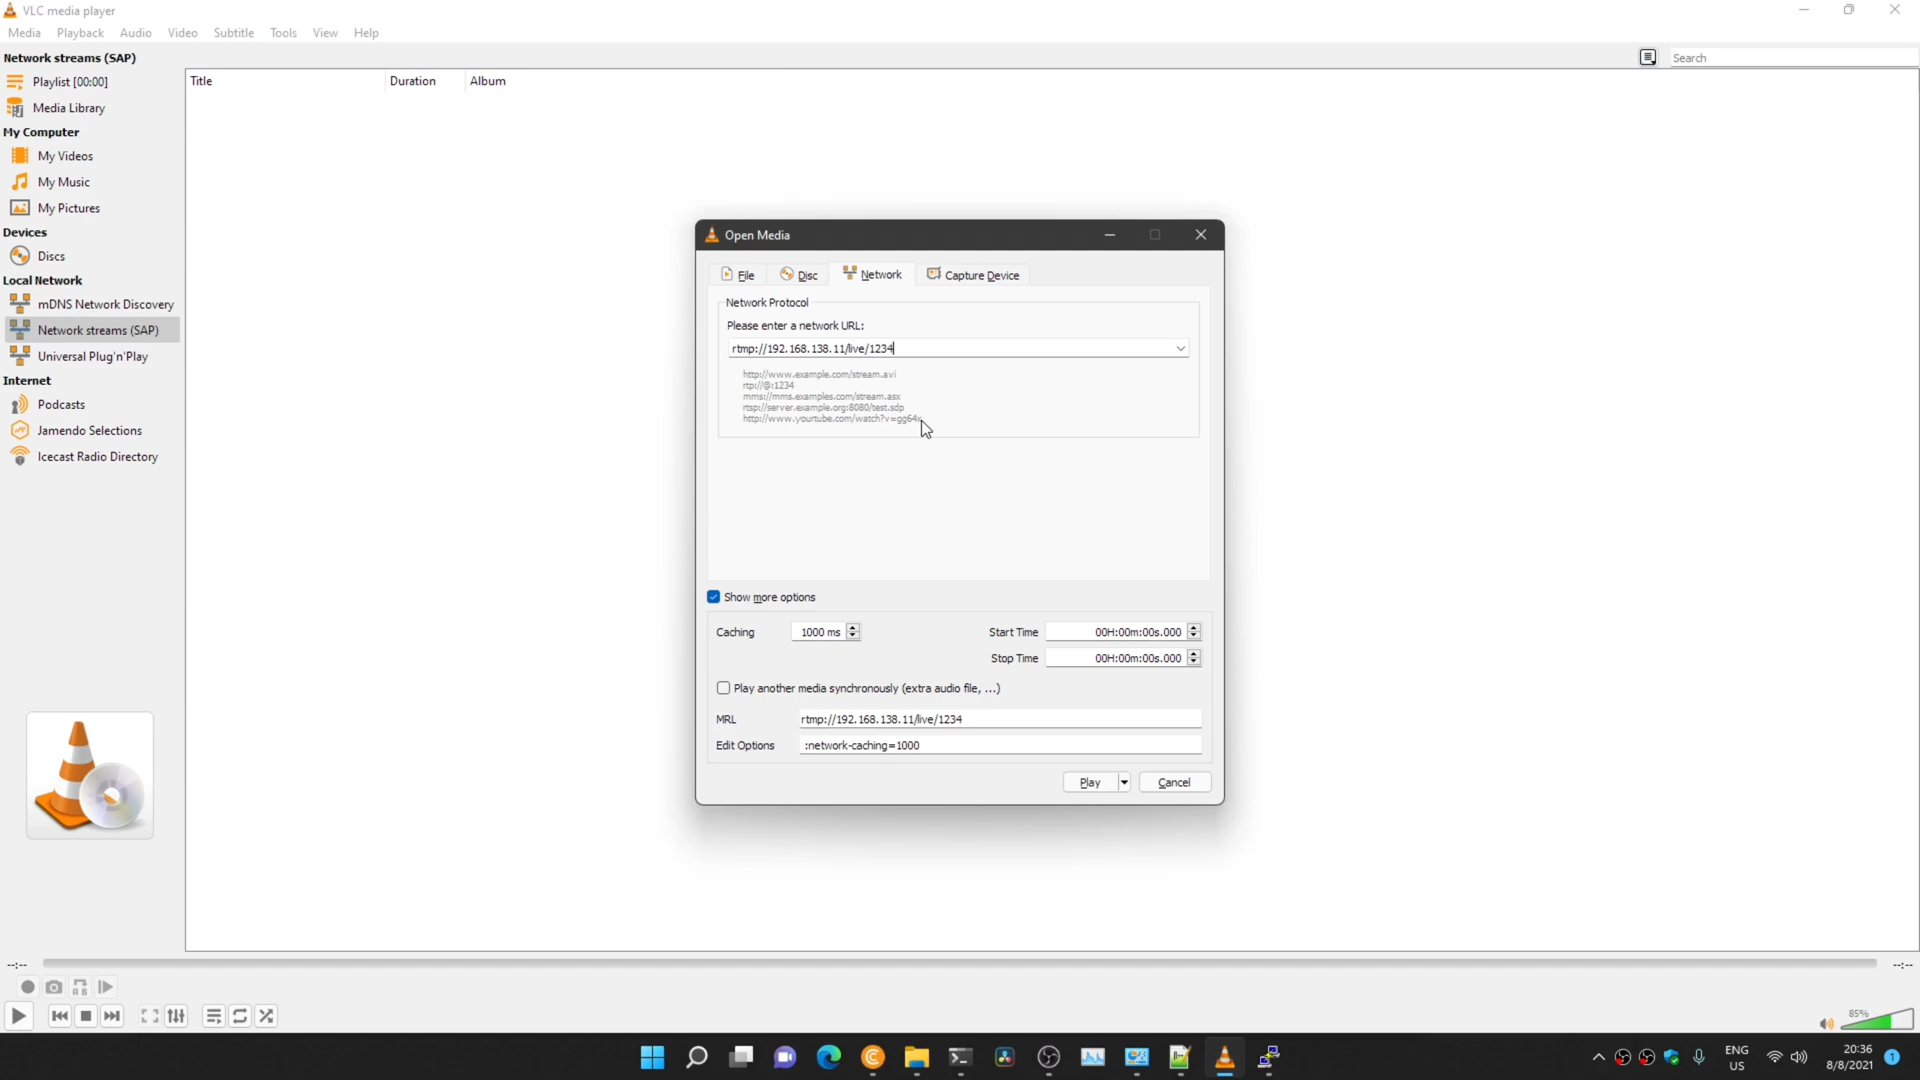 VLC media player
Media Playback Audio Video Subtitle Tools View Help
Network streams (SAP)
Search
Playlist [00:00]
Media Library
My Computer
My Videos
My Music
My Pictures
Devices
Discs
Local Network
mDNS Network Discovery
Network streams (SAP)
Universal Plug'n'Play
Internet
Podcasts
Jamendo Selections
Icecast Radio Directory
Title Duration Album
Open Media
File Disc Network Capture Device
Network Protocol
Please enter a network URL:
rtmp://192.168.138.11/live/1234
http://www.example.com/stream.avi
rtp://@:1234
mms://mms.examples.com/stream.asx
rtsp://server.example.org:8080/test.sdp
http://www.yourtube.com/watch?v=gg64x
Show more options
Caching 1000 ms Start Time 00H:00m:00s.000
Stop Time 00H:00m:00s.000
Play another media synchronously (extra audio file, ...)
MRL rtmp://192.168.138.11/live/1234
Edit Options :network-caching=1000
Play Cancel
--:-- --:--
85%
ENG
US
20:36
8/8/2021
1